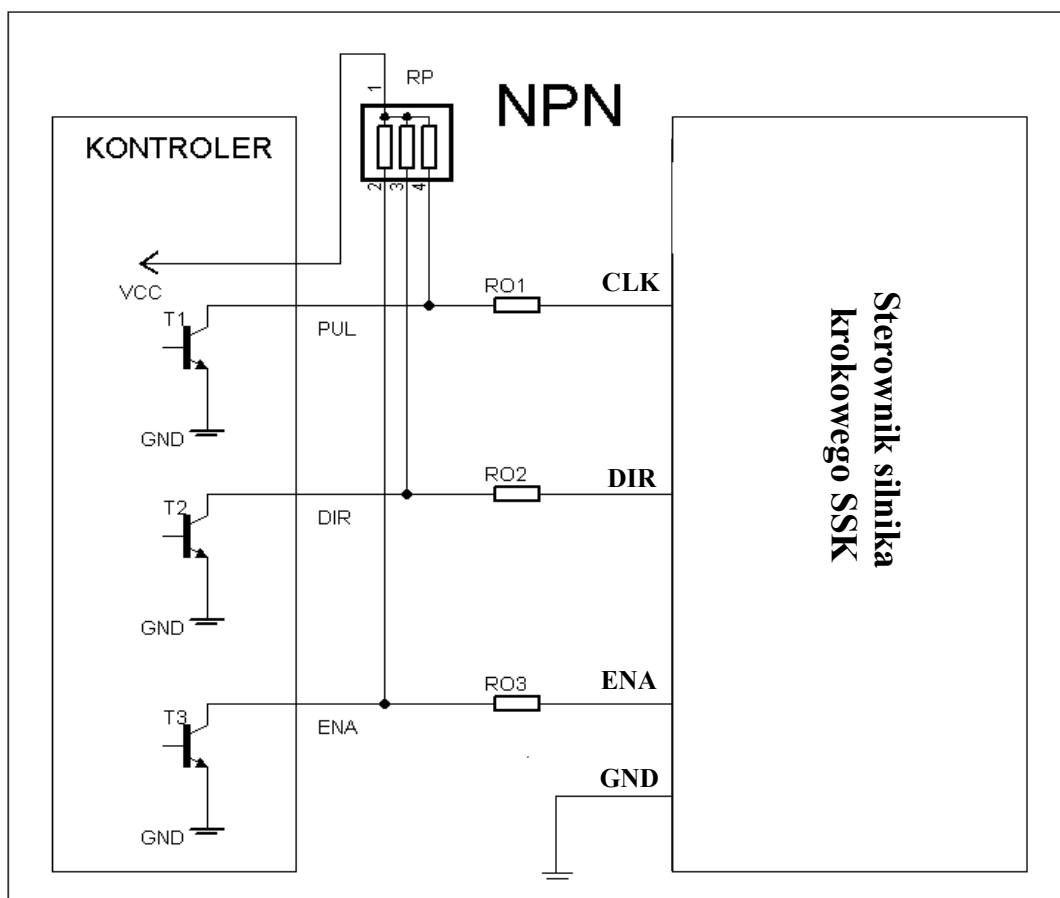 RP
1
NPN
KONTROLER
2
3
4
VCC
RO1
CLK
T1
PUL
GND
Sterownik silnika
krokowego SSK
RO2
DIR
T2
DIR
GND
RO3
ENA
T3
ENA
GND
GND